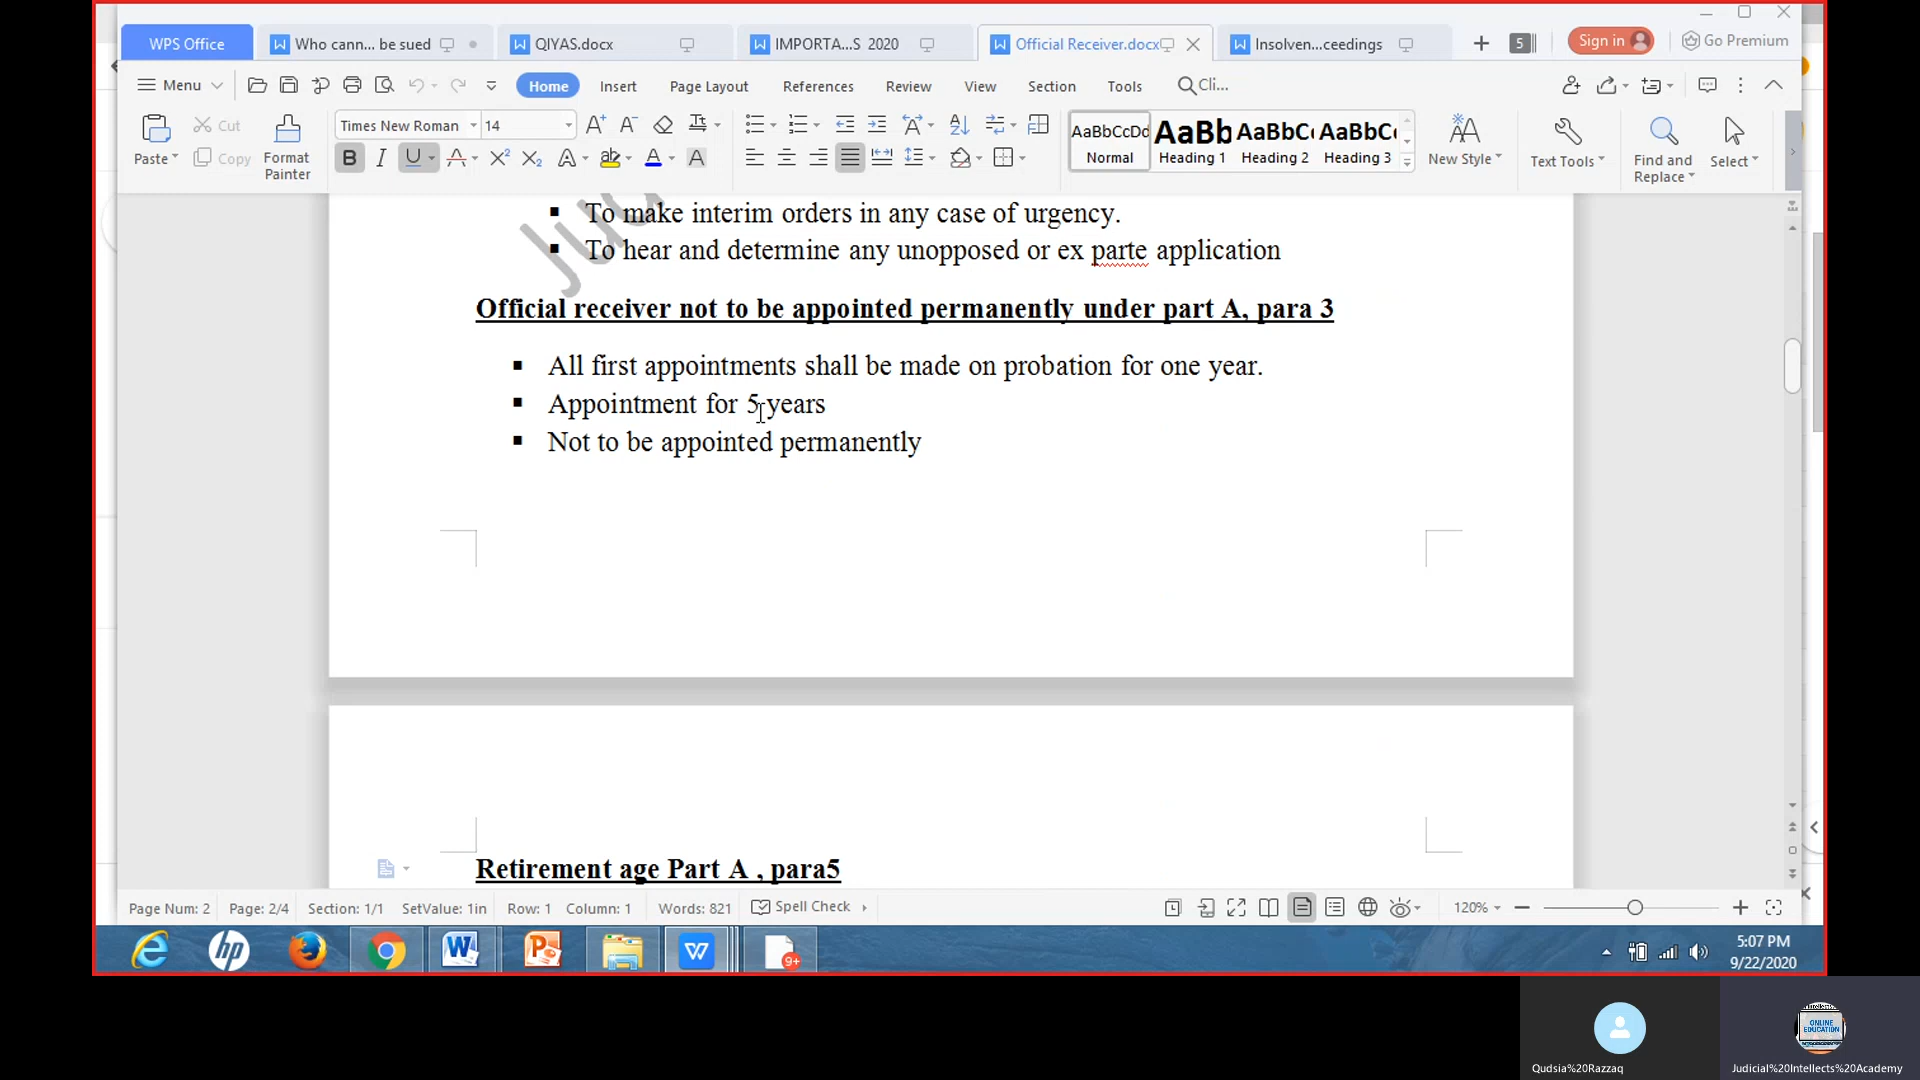 WPS Office
Who cann... be sued
QIYAS.docx
IMPORTA...S 2020
Official Receiver.docx
Insolven...ceedings
5
Sign in
Go Premium
Menu
Home
Insert
Page Layout
References
Review
View
Section
Tools
Cli...
Paste
Cut
Copy
Format Painter
Times New Roman
14
AaBbCcDd
Normal
AaBb
Heading 1
AaBbC
Heading 2
AaBbC
Heading 3
New Style
Text Tools
Find and Replace
Select
▪ To make interim orders in any case of urgency.
▪ To hear and determine any unopposed or ex parte application
Official receiver not to be appointed permanently under part A, para 3
▪ All first appointments shall be made on probation for one year.
▪ Appointment for 5 years
▪ Not to be appointed permanently
Retirement age Part A , para5
Page Num: 2 Page: 2/4 Section: 1/1 SetValue: 1in Row: 1 Column: 1 Words: 821 Spell Check 120%
hp
9+
5:07 PM
9/22/2020
ONLINE EDUCATION
Qudsia%20Razzaq
Judicial%20Intellects%20Academy